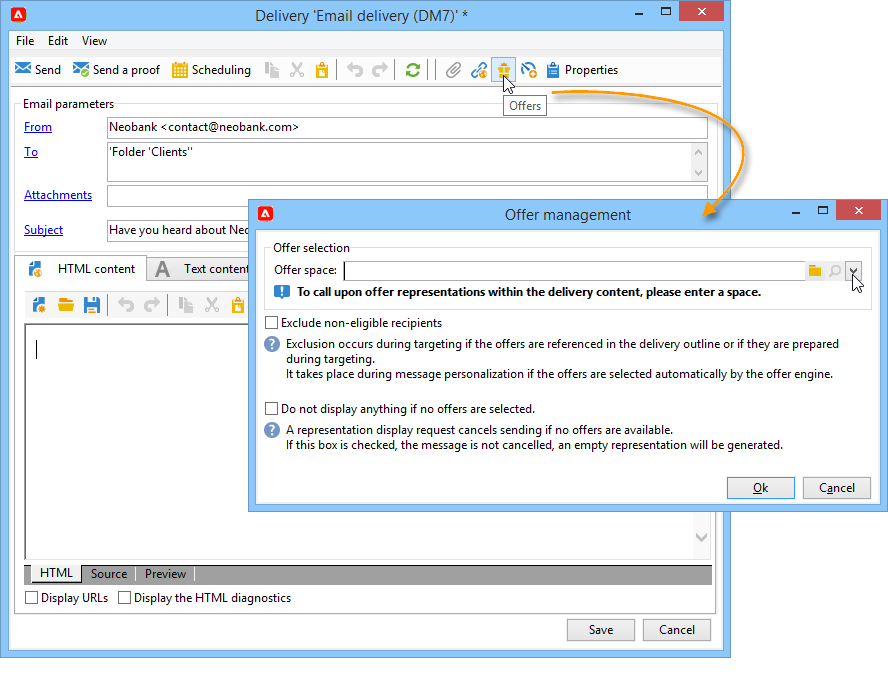 Delivery 'Email delivery (DM7)' *
File Edit View
Send Send a proof Scheduling Properties
Offers
Email parameters
From Neobank <contact@neobank.com>
To 'Folder 'Clients''
Attachments
Subject Have you heard about Neo
HTML content Text content
Offer management
Offer selection
Offer space:
To call upon offer representations within the delivery content, please enter a space.
Exclude non-eligible recipients
Exclusion occurs during targeting if the offers are referenced in the delivery outline or if they are prepared
during targeting.
It takes place during message personalization if the offers are selected automatically by the offer engine.
Do not display anything if no offers are selected.
A representation display request cancels sending if no offers are available.
If this box is checked, the message is not cancelled, an empty representation will be generated.
Ok Cancel
HTML Source Preview
Display URLs Display the HTML diagnostics
Save Cancel